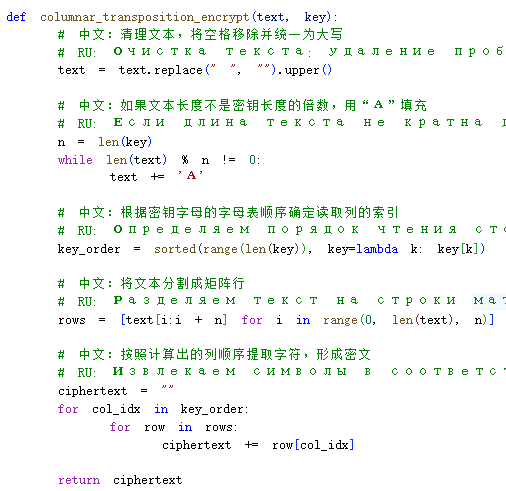 def columnar_transposition_encrypt(text, key):
    # 中文：清理文本，将空格移除并统一为大写
    # RU: Очистка текста: удаление проб
    text = text.replace(" ", "").upper()

    # 中文：如果文本长度不是密钥长度的倍数，用“A”填充
    # RU: Если длина текста не кратна д
    n = len(key)
    while len(text) % n != 0:
        text += 'A'

    # 中文：根据密钥字母的字母表顺序确定读取列的索引
    # RU: Определяем порядок чтения сто
    key_order = sorted(range(len(key)), key=lambda k: key[k])

    # 中文：将文本分割成矩阵行
    # RU: Разделяем текст на строки мат
    rows = [text[i:i + n] for i in range(0, len(text), n)]

    # 中文：按照计算出的列顺序提取字符，形成密文
    # RU: Извлекаем символы в соответст
    ciphertext = ""
    for col_idx in key_order:
        for row in rows:
            ciphertext += row[col_idx]

    return ciphertext